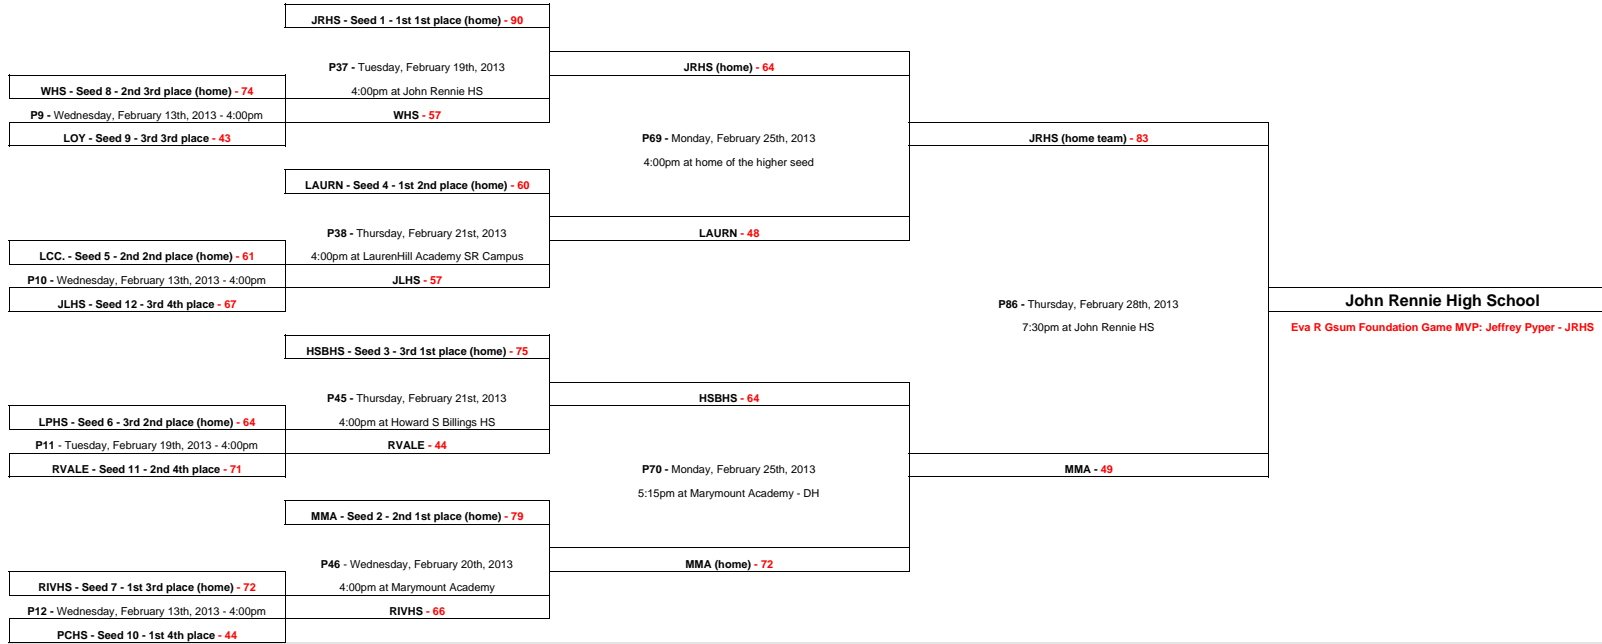 JRHS - Seed 1 - 1st 1st place (home) - 90
P37 - Tuesday, February 19th, 2013
JRHS (home) - 64
WHS - Seed 8 - 2nd 3rd place (home) - 74
4:00pm at John Rennie HS
P9 - Wednesday, February 13th, 2013 - 4:00pm
WHS - 57
LOY - Seed 9 - 3rd 3rd place - 43
P69 - Monday, February 25th, 2013
JRHS (home team) - 83
4:00pm at home of the higher seed
LAURN - Seed 4 - 1st 2nd place (home) - 60
P38 - Thursday, February 21st, 2013
LAURN - 48
LCC. - Seed 5 - 2nd 2nd place (home) - 61
4:00pm at LaurenHill Academy SR Campus
P10 - Wednesday, February 13th, 2013 - 4:00pm
JLHS - 57
JLHS - Seed 12 - 3rd 4th place - 67
P86 - Thursday, February 28th, 2013
John Rennie High School
7:30pm at John Rennie HS
Eva R Gsum Foundation Game MVP: Jeffrey Pyper - JRHS
HSBHS - Seed 3 - 3rd 1st place (home) - 75
P45 - Thursday, February 21st, 2013
HSBHS - 64
LPHS - Seed 6 - 3rd 2nd place (home) - 64
4:00pm at Howard S Billings HS
P11 - Tuesday, February 19th, 2013 - 4:00pm
RVALE - 44
RVALE - Seed 11 - 2nd 4th place - 71
P70 - Monday, February 25th, 2013
MMA - 49
5:15pm at Marymount Academy - DH
MMA - Seed 2 - 2nd 1st place (home) - 79
P46 - Wednesday, February 20th, 2013
MMA (home) - 72
RIVHS - Seed 7 - 1st 3rd place (home) - 72
4:00pm at Marymount Academy
P12 - Wednesday, February 13th, 2013 - 4:00pm
RIVHS - 66
PCHS - Seed 10 - 1st 4th place - 44